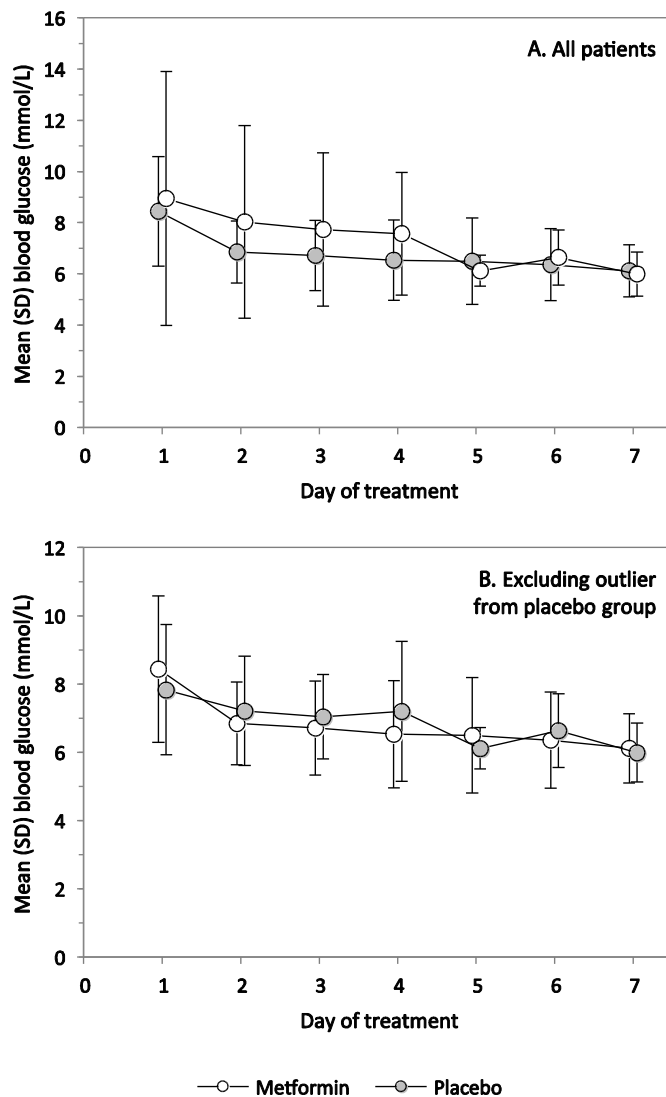 16
14
12
10
8
6
4
2
0
Mean (SD) blood glucose (mmol/L)
A. All patients
0 1 2 3 4 5 6 7
Day of treatment
12
10
8
6
4
2
0
Mean (SD) blood glucose (mmol/L)
B. Excluding outlier
from placebo group
0 1 2 3 4 5 6 7
Day of treatment
Metformin Placebo